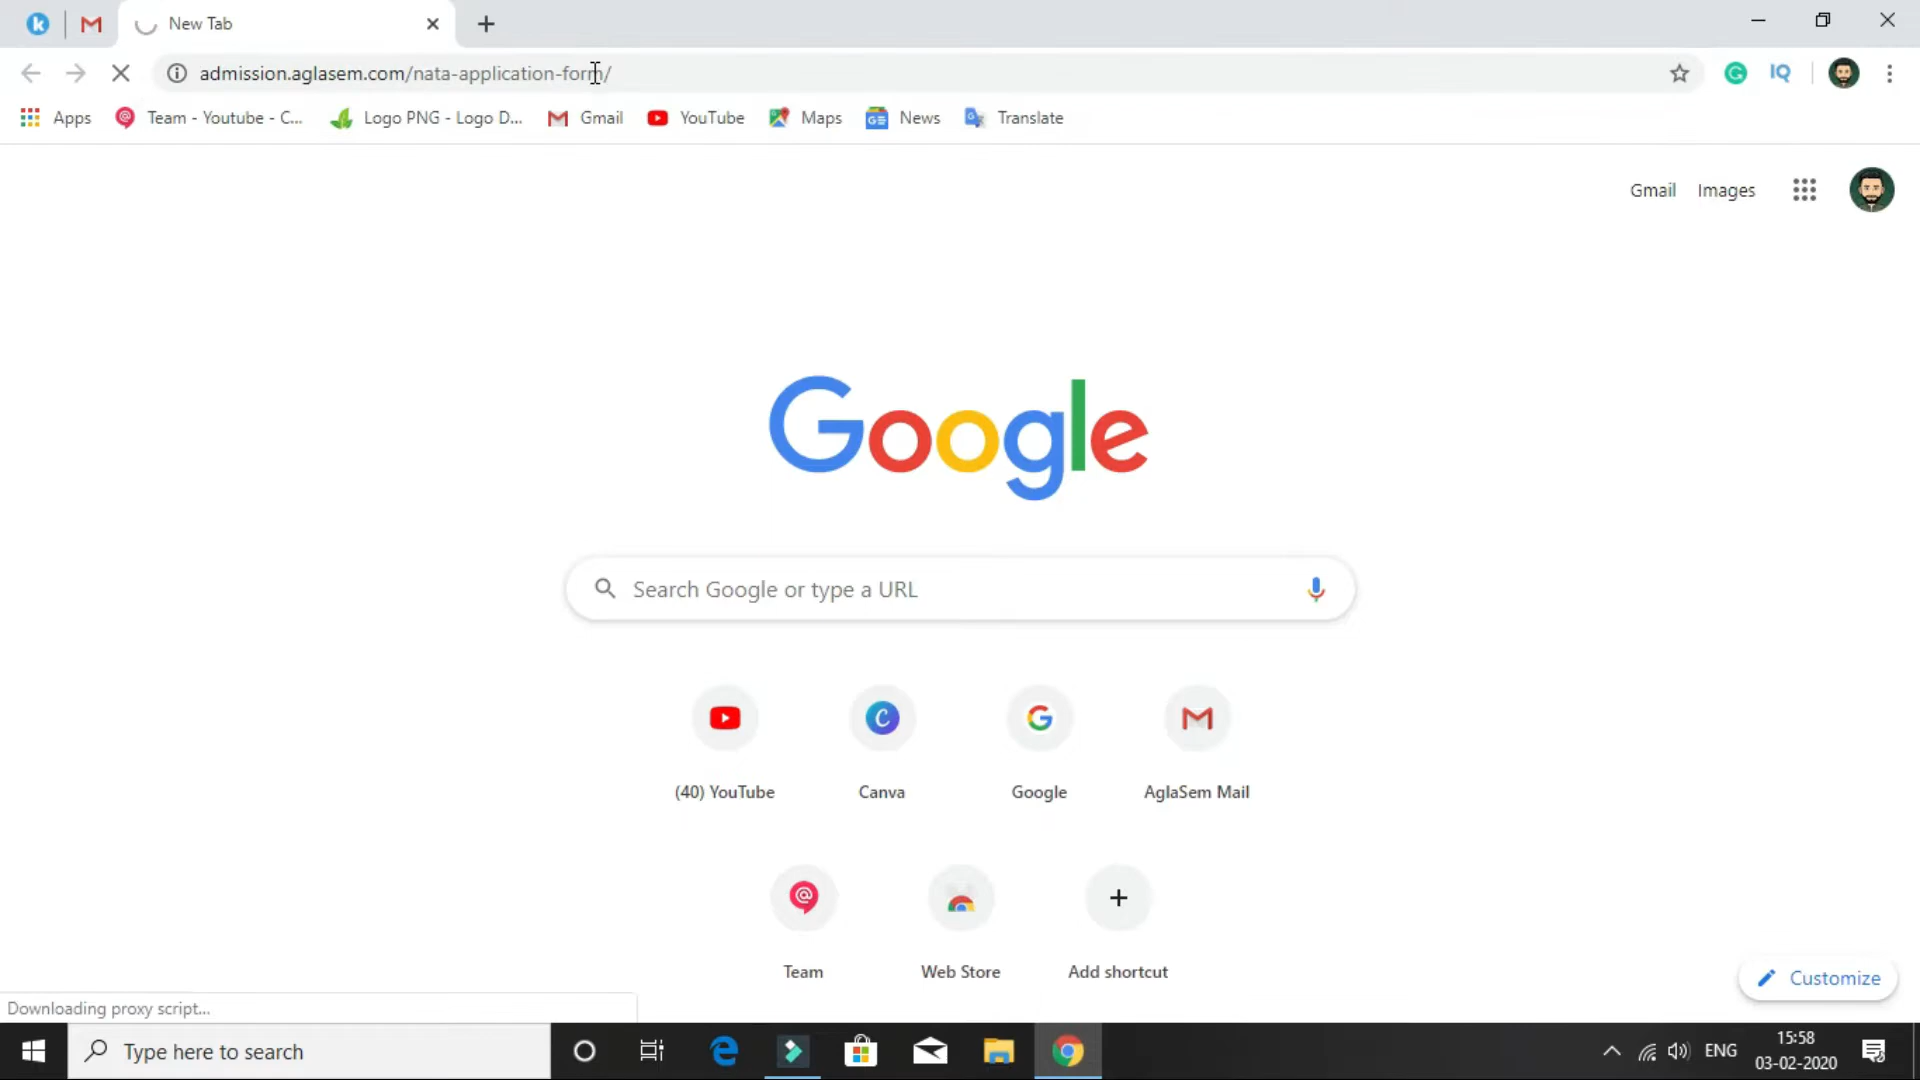 New Tab
admission.aglasem.com/nata-application-form/
Apps Team - Youtube - C... Logo PNG - Logo D... Gmail YouTube Maps News Translate
Gmail Images
Google
Search Google or type a URL
(40) YouTube Canva Google AglaSem Mail
Team Web Store Add shortcut
Customize
Downloading proxy script...
Type here to search
ENG
15:58
03-02-2020